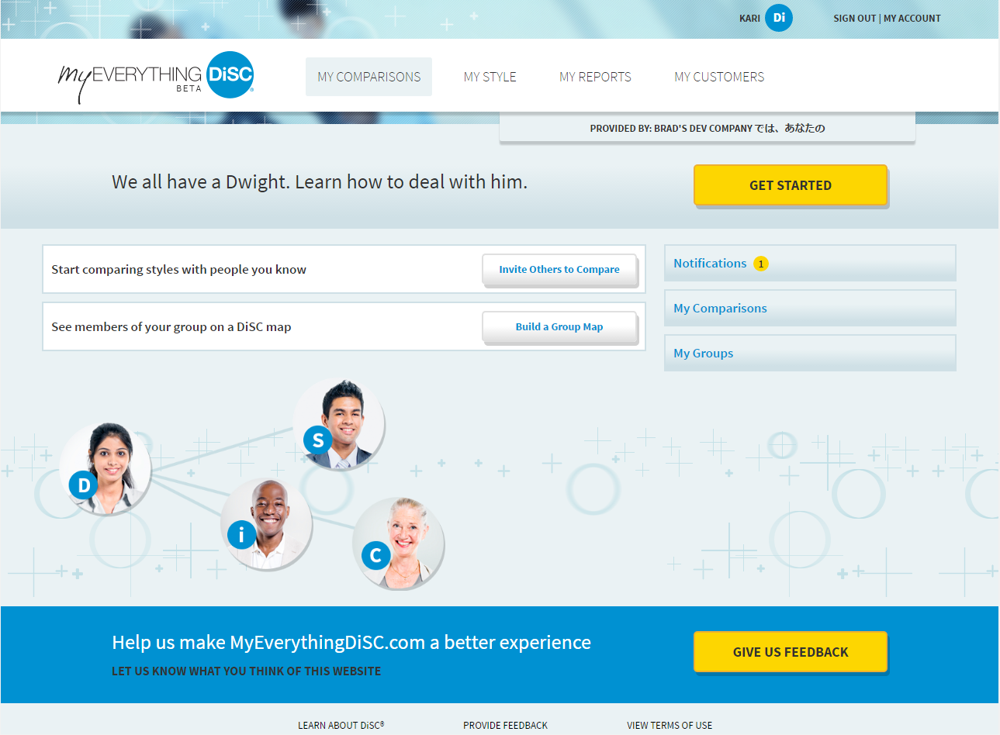 KARI Di SIGN OUT | MY ACCOUNT
MyEVERYTHING DiSC®
BETA
MY COMPARISONS MY STYLE MY REPORTS MY CUSTOMERS
PROVIDED BY: BRAD'S DEV COMPANY では、あなたの
We all have a Dwight. Learn how to deal with him.
GET STARTED
Start comparing styles with people you know
Invite Others to Compare
Notifications 1
My Comparisons
See members of your group on a DiSC map
Build a Group Map
My Groups
S
D
i
C
Help us make MyEverythingDiSC.com a better experience
LET US KNOW WHAT YOU THINK OF THIS WEBSITE
GIVE US FEEDBACK
LEARN ABOUT DiSC® PROVIDE FEEDBACK VIEW TERMS OF USE